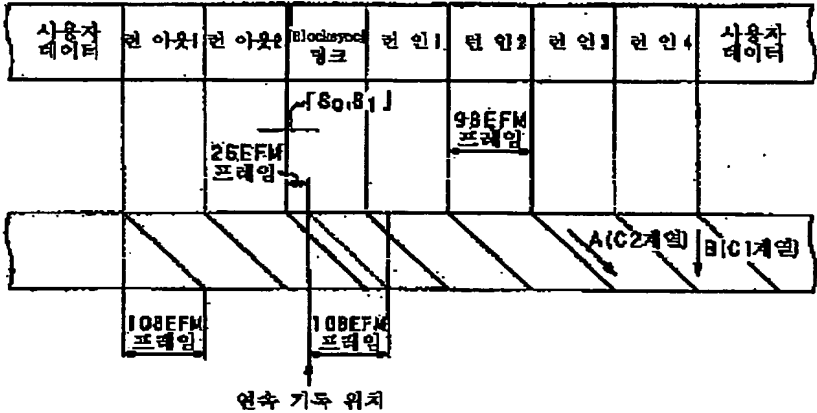 사용자
데이터
런 아웃1
런 아웃2
「Blocksync」
링크
런 인1
런 인2
런 인3
런 인4
사용자
데이터
「S0,S1」
26EFM
프레임
98EFM
프레임
A(C2계열)
B(C1계열)
108EFM
프레임
108EFM
프레임
연속 기록 위치